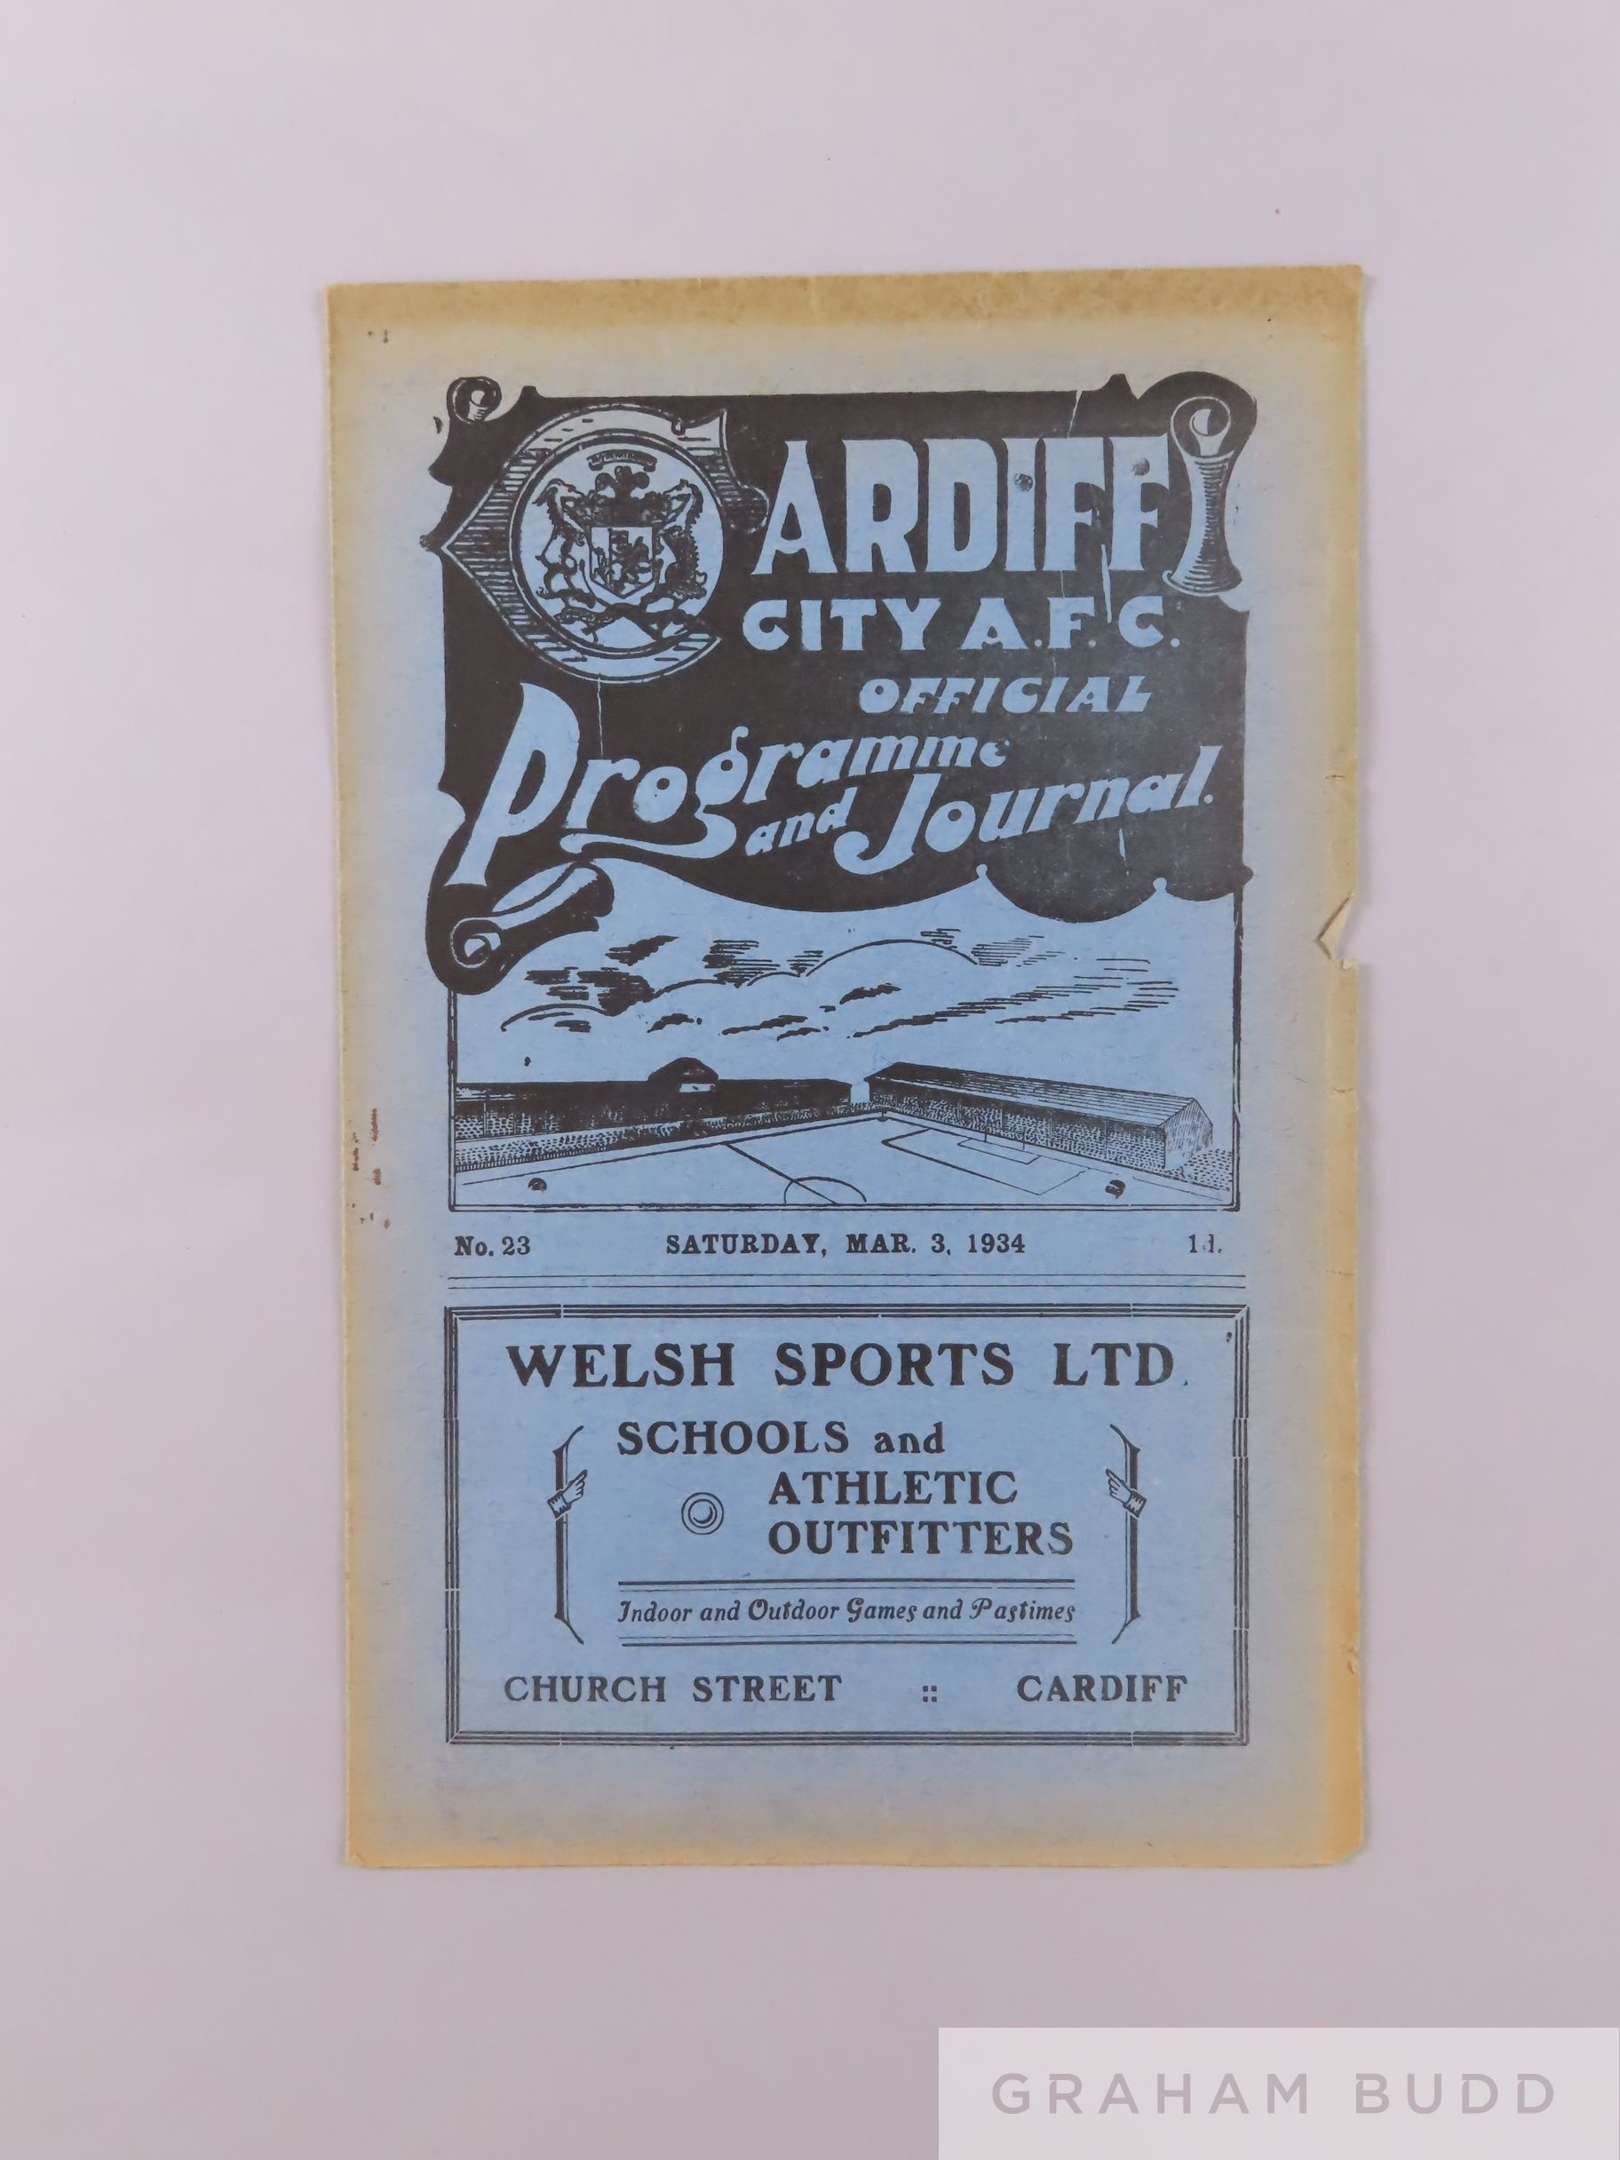 CARDIFF
CITY A.F.C.
OFFICIAL
Programme
and Journal.
No. 23 SATURDAY, MAR. 3, 1934 1d.
WELSH SPORTS LTD.
SCHOOLS and
ATHLETIC
OUTFITTERS
Indoor and Outdoor Games and Pastimes
CHURCH STREET :: CARDIFF
GRAHAM BUDD